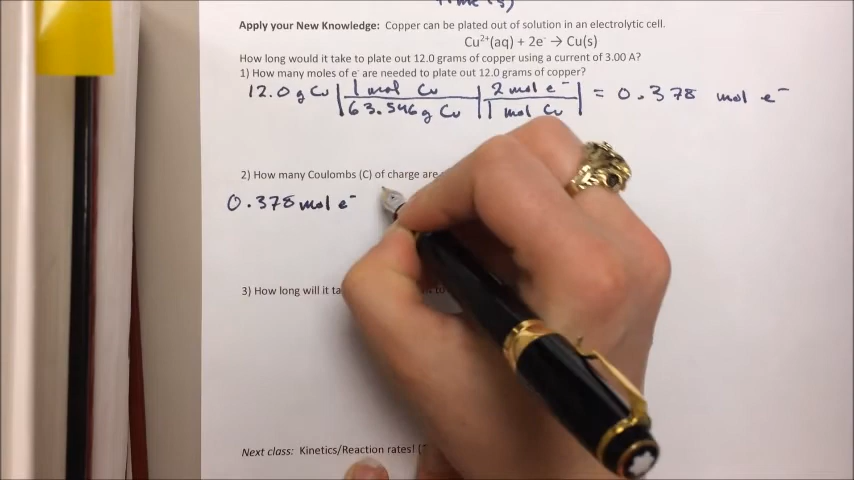 Time (s)
Apply your New Knowledge: Copper can be plated out of solution in an electrolytic cell.
Cu²⁺(aq) + 2e⁻ → Cu(s)
How long would it take to plate out 12.0 grams of copper using a current of 3.00 A?
1) How many moles of e⁻ are needed to plate out 12.0 grams of copper?
12.0 g Cu | 1 mol Cu | 2 mol e⁻ | = 0.378 mol e⁻
63.546 g Cu | 1 mol Cu
2) How many Coulombs (C) of charge are
0.378 mol e⁻
3) How long will it
Next class: Kinetics/Reaction rates!